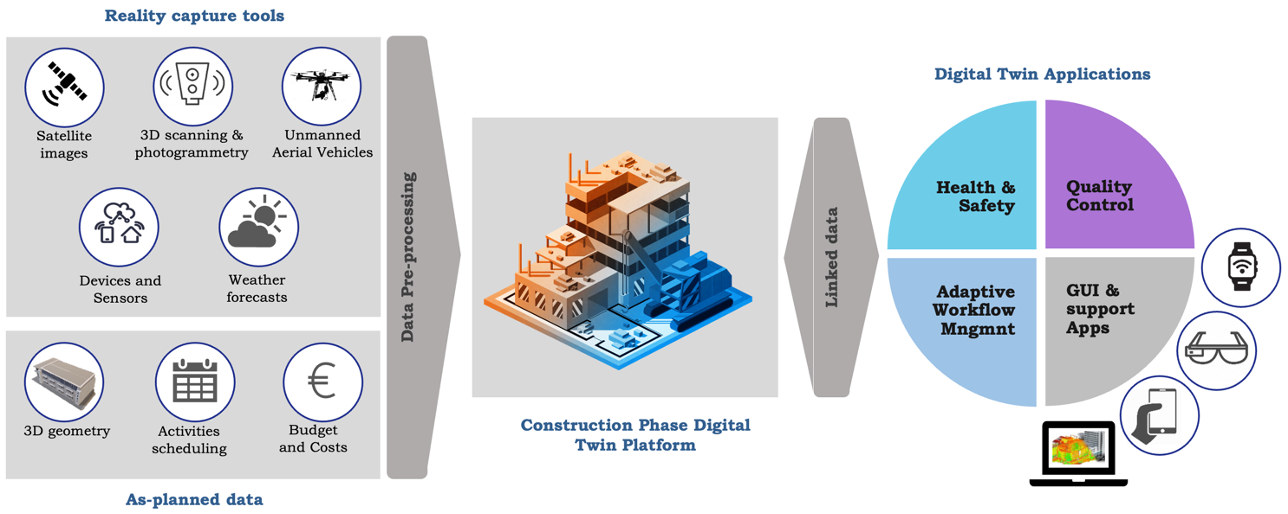 Reality capture tools
Satellite
images
3D scanning &
photogrammetry
Unmanned
Aerial Vehicles
Devices and
Sensors
Weather
forecasts
3D geometry
Activities
scheduling
€
Budget
and Costs
As-planned data
Data Pre-processing
Construction Phase Digital
Twin Platform
Linked data
Digital Twin Applications
Health &
Safety
Quality
Control
Adaptive
Workflow
Mngmnt
GUI &
support
Apps